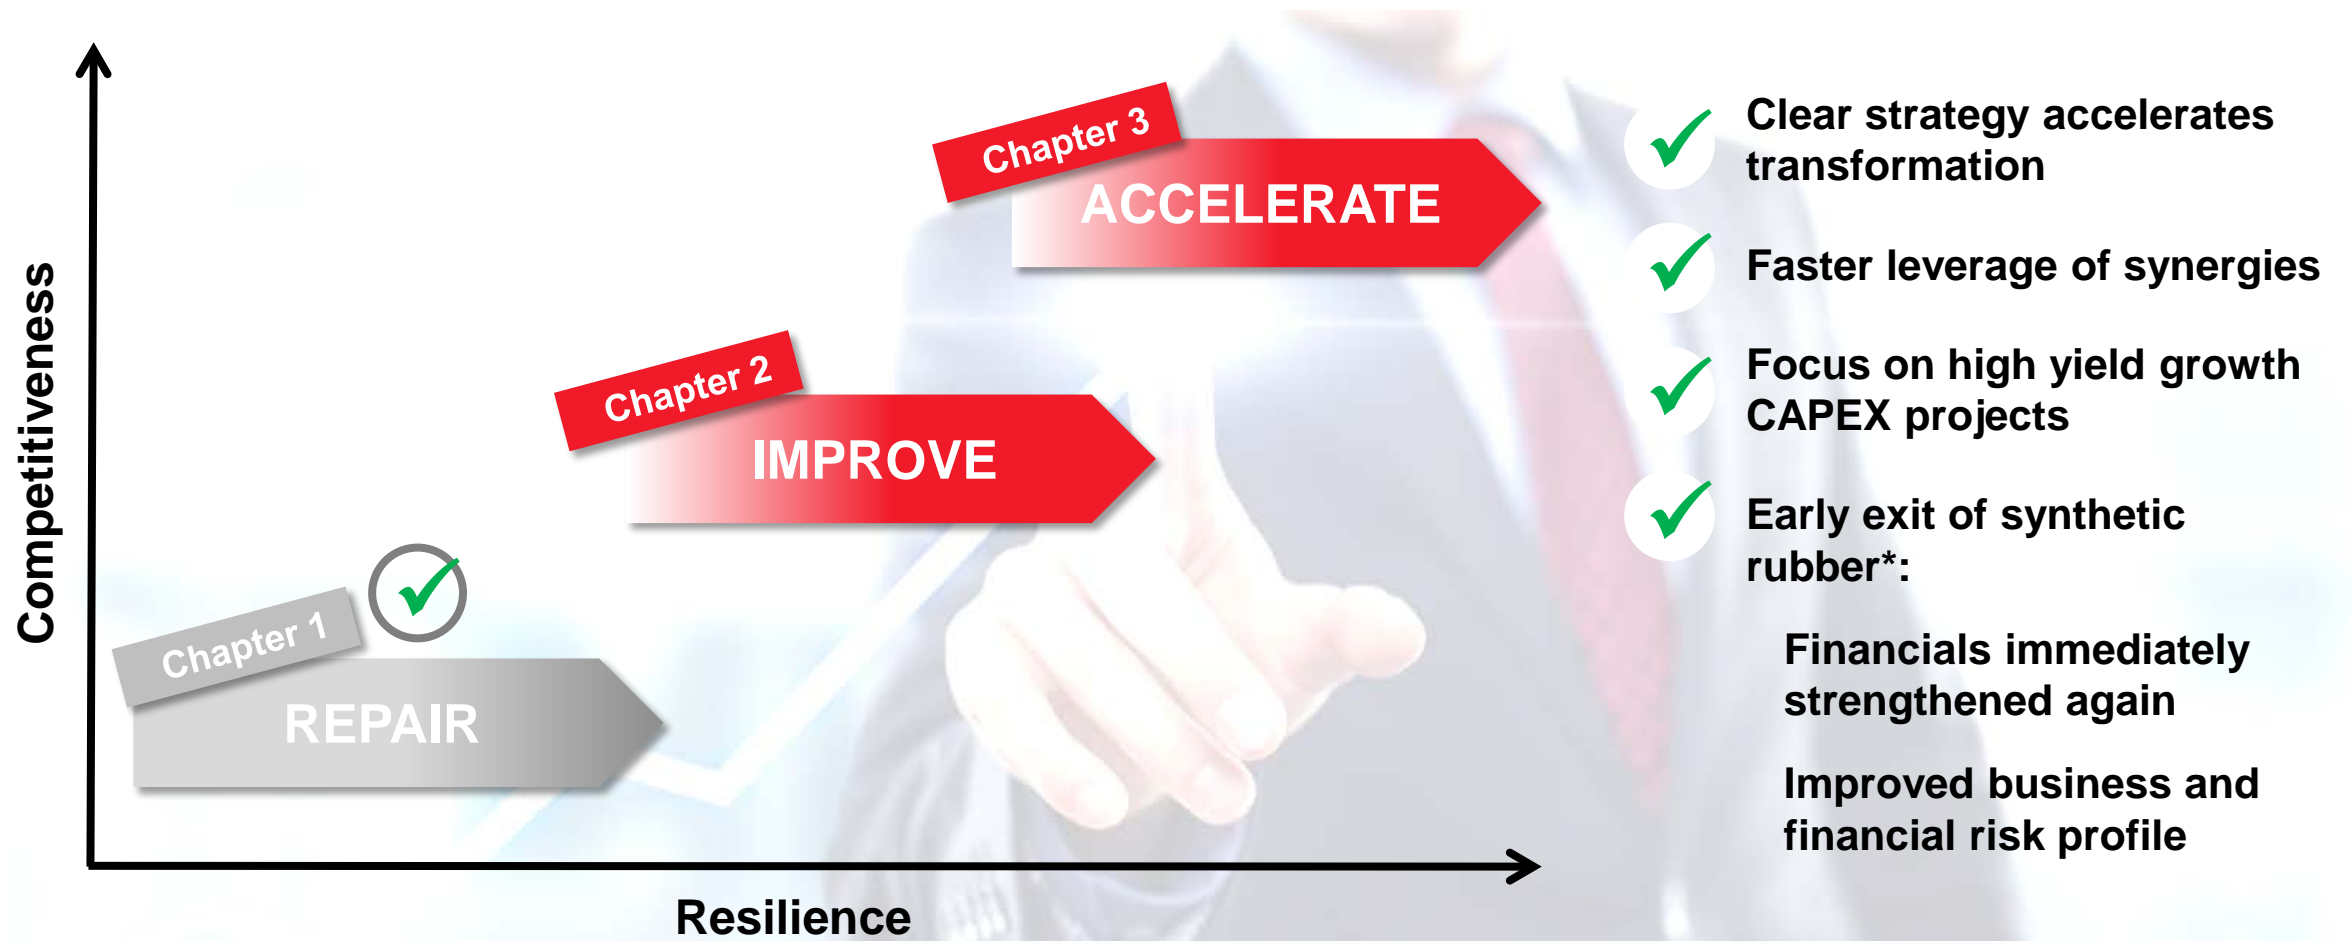 Competitiveness
Chapter 1
REPAIR
Chapter 2
IMPROVE
Chapter 3
ACCELERATE
Resilience
Clear strategy accelerates
transformation
Faster leverage of synergies
Focus on high yield growth
CAPEX projects
Early exit of synthetic
rubber*:
Financials immediately
strengthened again
Improved business and
financial risk profile